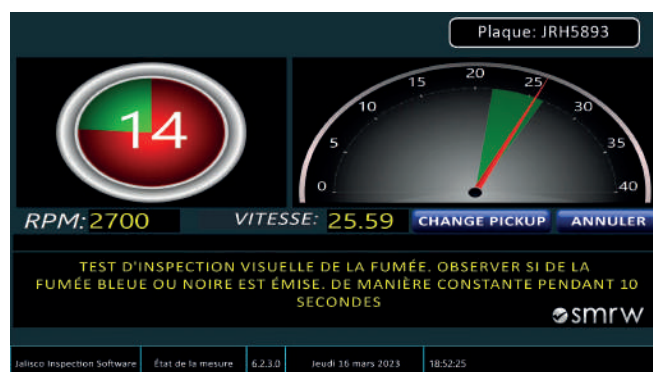 Plaque: JRH5893
14
0 5 10 15 20 25 30 35 40
RPM: 2700 VITESSE: 25.59 CHANGE PICKUP ANNULER
TEST D'INSPECTION VISUELLE DE LA FUMÉE. OBSERVER SI DE LA
FUMÉE BLEUE OU NOIRE EST ÉMISE. DE MANIÈRE CONSTANTE PENDANT 10
SECONDES
smrw
Jalisco Inspection Software État de la mesure 6.2.3.0 Jeudi 16 mars 2023 18:52:25